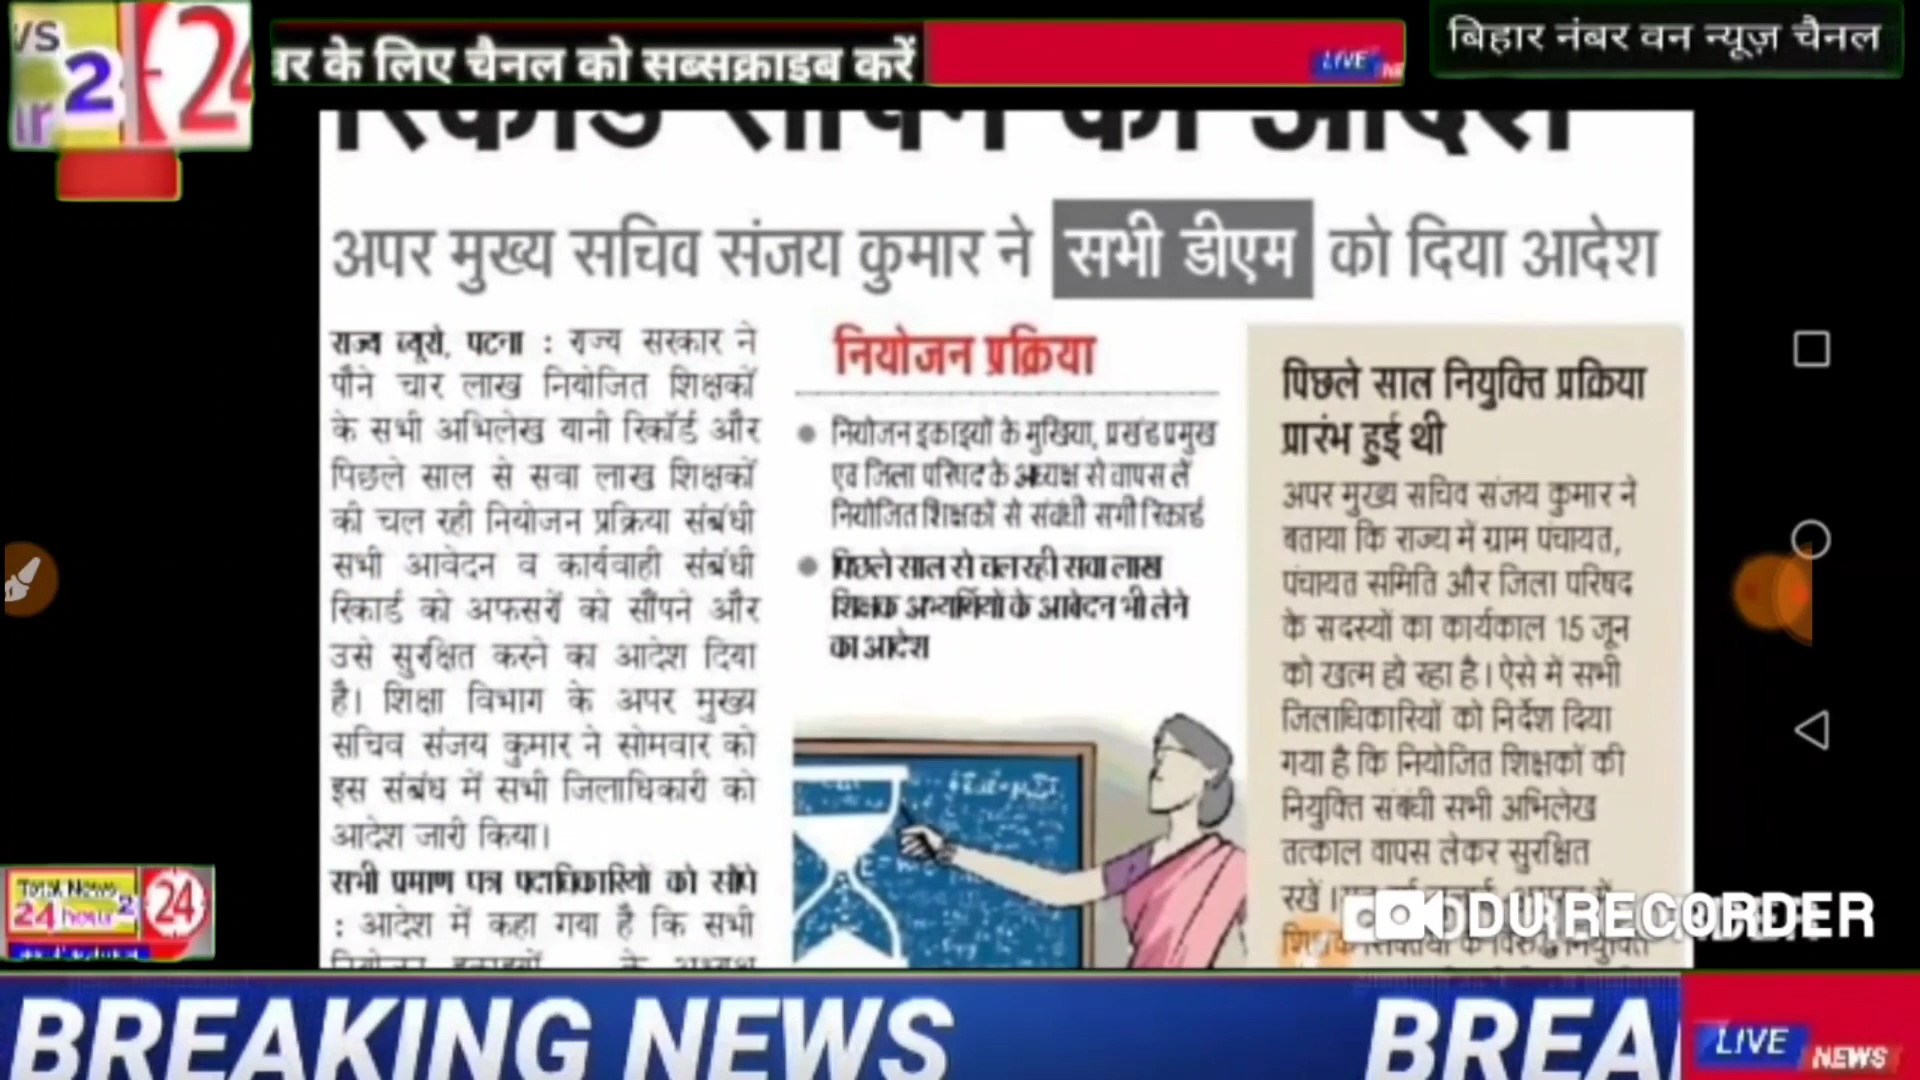 र के लिए चैनल को सब्सक्राइब करें
LIVE
बिहार नंबर वन न्यूज़ चैनल
24
अपर मुख्य सचिव संजय कुमार ने सभी डीएम को दिया आदेश
राज्य ब्यूरो, पटना : राज्य सरकार ने
पौने चार लाख नियोजित शिक्षकों
के सभी अभिलेख यानी रिकॉर्ड और
पिछले साल से सवा लाख शिक्षकों
की चल रही नियोजन प्रक्रिया संबंधी
सभी आवेदन व कार्यवाही संबंधी
रिकार्ड को अफसरों को सौंपने और
उसे सुरक्षित करने का आदेश दिया
है। शिक्षा विभाग के अपर मुख्य
सचिव संजय कुमार ने सोमवार को
इस संबंध में सभी जिलाधिकारी को
आदेश जारी किया।
सभी प्रमाण पत्र पदाधिकारियों को सौंपे
: आदेश में कहा गया है कि सभी
नियोजन प्रक्रिया
नियोजन इकाइयों के मुखिया, प्रखंड प्रमुख
एवं जिला परिषद के अध्यक्ष से वापस लें
नियोजित शिक्षकों से संबंधी सभी रिकार्ड
पिछले साल से चल रही सवा लाख
शिक्षक अभ्यर्थियों के आवेदन भी लेने
का आदेश
पिछले साल नियुक्ति प्रक्रिया
प्रारंभ हुई थी
अपर मुख्य सचिव संजय कुमार ने
बताया कि राज्य में ग्राम पंचायत,
पंचायत समिति और जिला परिषद
के सदस्यों का कार्यकाल 15 जून
को खत्म हो रहा है। ऐसे में सभी
जिलाधिकारियों को निर्देश दिया
गया है कि नियोजित शिक्षकों की
नियुक्ति संबंधी सभी अभिलेख
तत्काल वापस लेकर सुरक्षित
रखें।
DU RECORDER
Total News
24 hour
24
BREAKING NEWS
BREA
LIVE NEWS